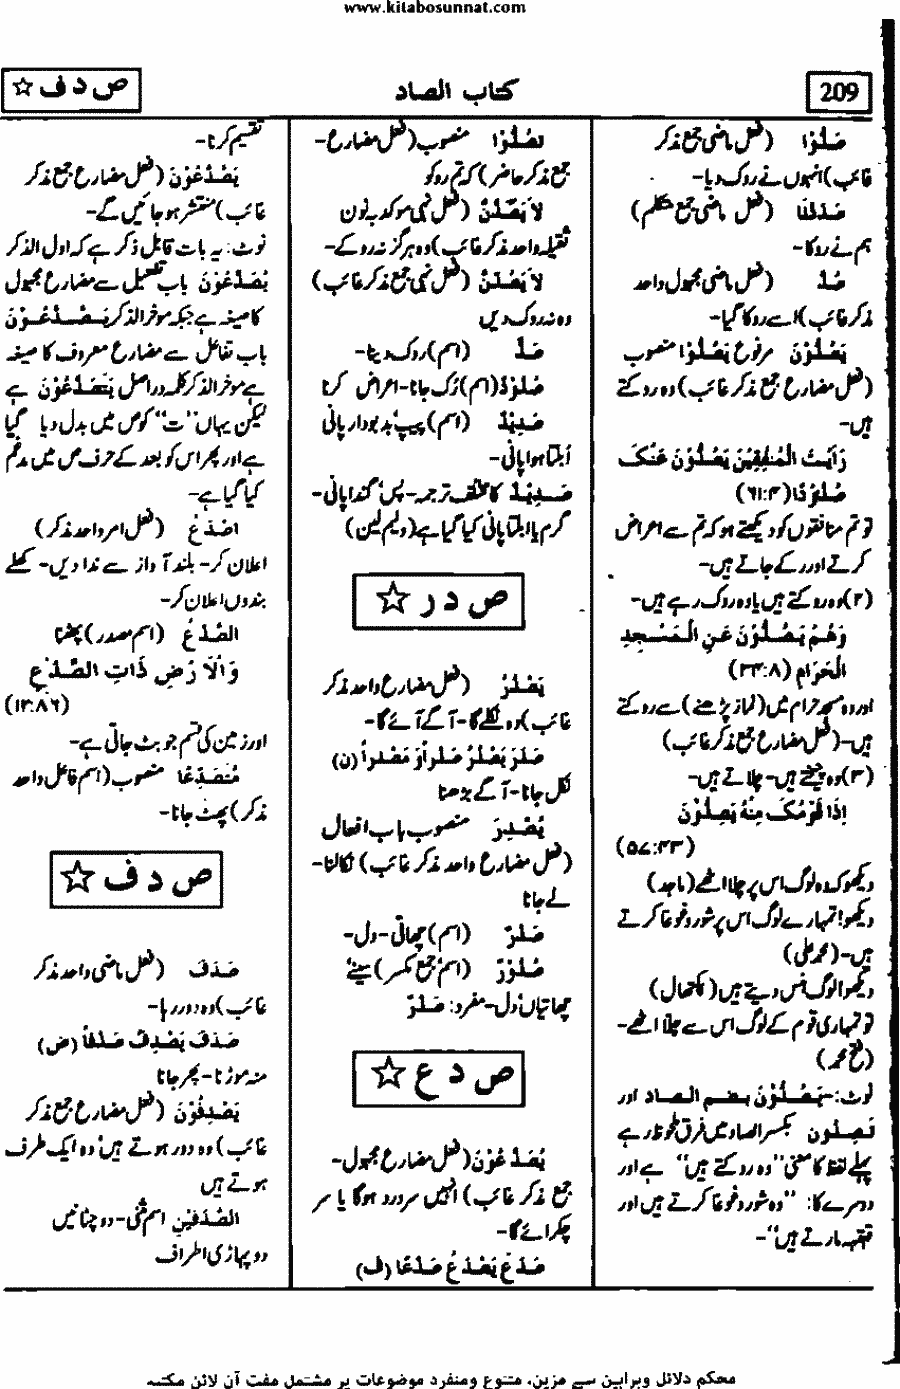 www.kitabosunnat.com
209
کتاب الصاد
ص د ف ☆
صَدُّوْا (فعل ماضی جمع مذکر
غائب) انہوں نے روک دیا-
صَدَدْنَا (فعل ماضی جمع متکلم)
ہم نے روکا-
صُدَّ (فعل ماضی مجہول واحد
مذکر غائب) اسے روکا گیا-
يَصُدُّوْنَ مرفوع يَصُدُّوْا منصوب
(فعل مضارع جمع مذکر غائب) وہ روکتے
ہیں-
رَاَيْتَ الْمُنٰفِقِيْنَ يَصُدُّوْنَ عَنْكَ
صُدُوْدًا (۶۱:۴)
تو تم منافقوں کو دیکھتے ہو کہ تم سے اعراض
کرتے اور رکے جاتے ہیں-
(۲) وہ روکتے ہیں یا وہ روک رہے ہیں-
وَهُمْ يَصُدُّوْنَ عَنِ الْمَسْجِدِ
الْحَرَامِ (۳۴:۸)
اور وہ مسجد حرام میں (نماز پڑھنے) سے روکتے
ہیں-(فعل مضارع جمع مذکر غائب)
(۳) وہ چیختے ہیں- چلاتے ہیں-
اِذَا قَوْمُكَ مِنْهُ يَصِدُّوْنَ
(۵۷:۴۳)
دیکھو کہ وہ لوگ اس پر چلا اٹھے (ماجد)
دیکھو! تمہارے لوگ اس پر شور و غوغا کرتے
ہیں-(محمد علی)
دیکھو! لوگ ہنس دیتے ہیں (پکتھال)
تو تمہاری قوم کے لوگ اس سے چلا اٹھے-
(فتح محمد)
نوٹ:- يَصُدُّوْنَ بضم الصاد اور
يَصِدُّون بکسر الصاد میں فرق ملحوظ رہے
پہلے لفظ کا معنی "وہ روکتے ہیں" ہے اور
دوسرے کا: "وہ شور و غوغا کرتے ہیں اور
قہقہہ مارتے ہیں"-
تَصُدُّوْا منصوب (فعل مضارع-
جمع مذکر حاضر) کہ تم روکو
لَا يَصُدَّنَّ (فعل نہی موکد بہ نون
ثقیلہ واحد مذکر غائب) وہ ہرگز نہ روکے-
لَا يَصُدُّنَّ (فعل نہی جمع مذکر غائب)
وہ نہ روک دیں
صَدٌّ (اسم) روک دینا-
صُدُوْدٌ (اسم) رُک جانا- اعراض کرنا
صَدِيْدٌ (اسم) پیپ، بدبودار پانی
اُبلتا ہوا پانی-
صَدِيْدٌ کا مختلف ترجمہ- پس، گندا پانی-
گرم یا ابلتا پانی کیا گیا ہے (ولیم لین)
ص د ر ☆
يَصْدُرُ (فعل مضارع واحد مذکر
غائب) وہ نکلے گا- آگے آئے گا-
صَدَرَ يَصْدُرُ صَدْراً وَ مَصْدَراً (ن)
نکل جانا- آگے بڑھنا
يُصْدِرَ منصوب باب افعال
(فعل مضارع واحد مذکر غائب) نکالنا-
لے جانا
صَدْرٌ (اسم) چھاتی- دل-
صُدُوْرٌ (اسم، جمع مکسر) سینے،
چھاتیاں، دل- مفرد: صَدْرٌ
ص د ع ☆
يُصَدَّعُوْنَ (فعل مضارع مجہول-
جمع مذکر غائب) انہیں سر درد ہوگا یا سر
چکرائے گا-
صَدَعَ يَصْدَعُ صَدْعًا (ف)
تقسیم کرنا-
يَصَّدَّعُوْنَ (فعل مضارع جمع مذکر
غائب) منتشر ہو جائیں گے-
نوٹ: یہ بات قابل ذکر ہے کہ اول الذکر
يُصَدَّعُوْنَ باب تفعیل سے مضارع مجہول
کا صیغہ ہے جبکہ موخر الذکر يَصَّدَّعُوْنَ
باب تفاعل سے مضارع معروف کا صیغہ
ہے موخر الذکر کلمہ دراصل يَتَصَدَّعُوْنَ ہے
لیکن یہاں "ت" کو ص میں بدل دیا گیا
ہے اور پھر اس کو بعد کے حرف ص میں مدغم
کیا گیا ہے-
اصْدَعْ (فعل امر واحد مذکر)
اعلان کر- بلند آواز سے ندا دیں- کھلے
بندوں اعلان کر-
الصَّدْعُ (اسم مصدر) پھٹنا
وَالْاَرْضِ ذَاتِ الصَّدْعِ
(۱۲:۸۶)
اور زمین کی قسم جو پھٹ جاتی ہے-
مُتَصَدِّعًا منصوب (اسم فاعل واحد
مذکر) پھٹ جانا-
ص د ف ☆
صَدَفَ (فعل ماضی واحد مذکر
غائب) وہ دور رہا-
صَدَفَ يَصْدِفُ صَدْفاً (ض)
منہ موڑنا- پھر جانا
يَصْدِفُوْنَ (فعل مضارع جمع مذکر
غائب) وہ دور ہوتے ہیں، وہ ایک طرف
ہوتے ہیں
الصَّدَفَيْنِ اسم مثنیٰ- دو چٹانیں
دو پہاڑی اطراف
محکم دلائل وبراہین سے مزین، متنوع ومنفرد موضوعات پر مشتمل مفت آن لائن مکتبہ